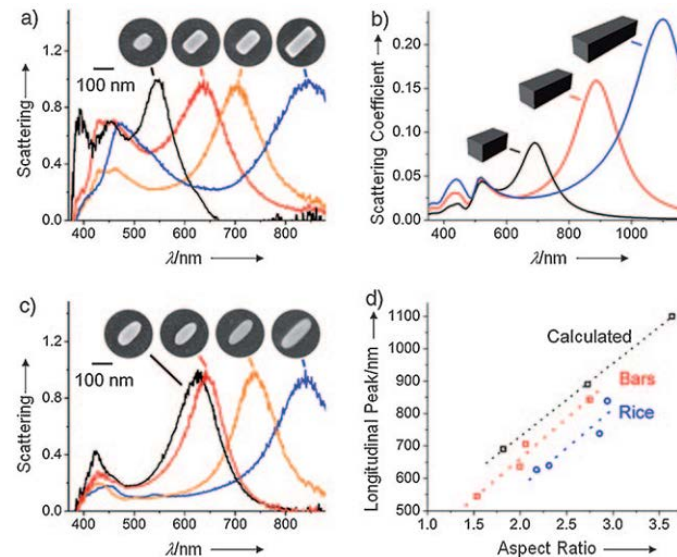 a)
Scattering
1.2
0.8
0.4
0.0
100 nm
400 500 600 700 800
λ/nm
b)
Scattering Coefficient
0.20
0.15
0.10
0.05
0.00
400 600 800 1000
λ/nm
c)
Scattering
1.2
0.8
0.4
0.0
100 nm
400 500 600 700 800
λ/nm
d)
Longitudinal Peak/nm
1100
1000
900
800
700
600
500
Calculated
Bars
Rice
1.0 1.5 2.0 2.5 3.0 3.5
Aspect Ratio